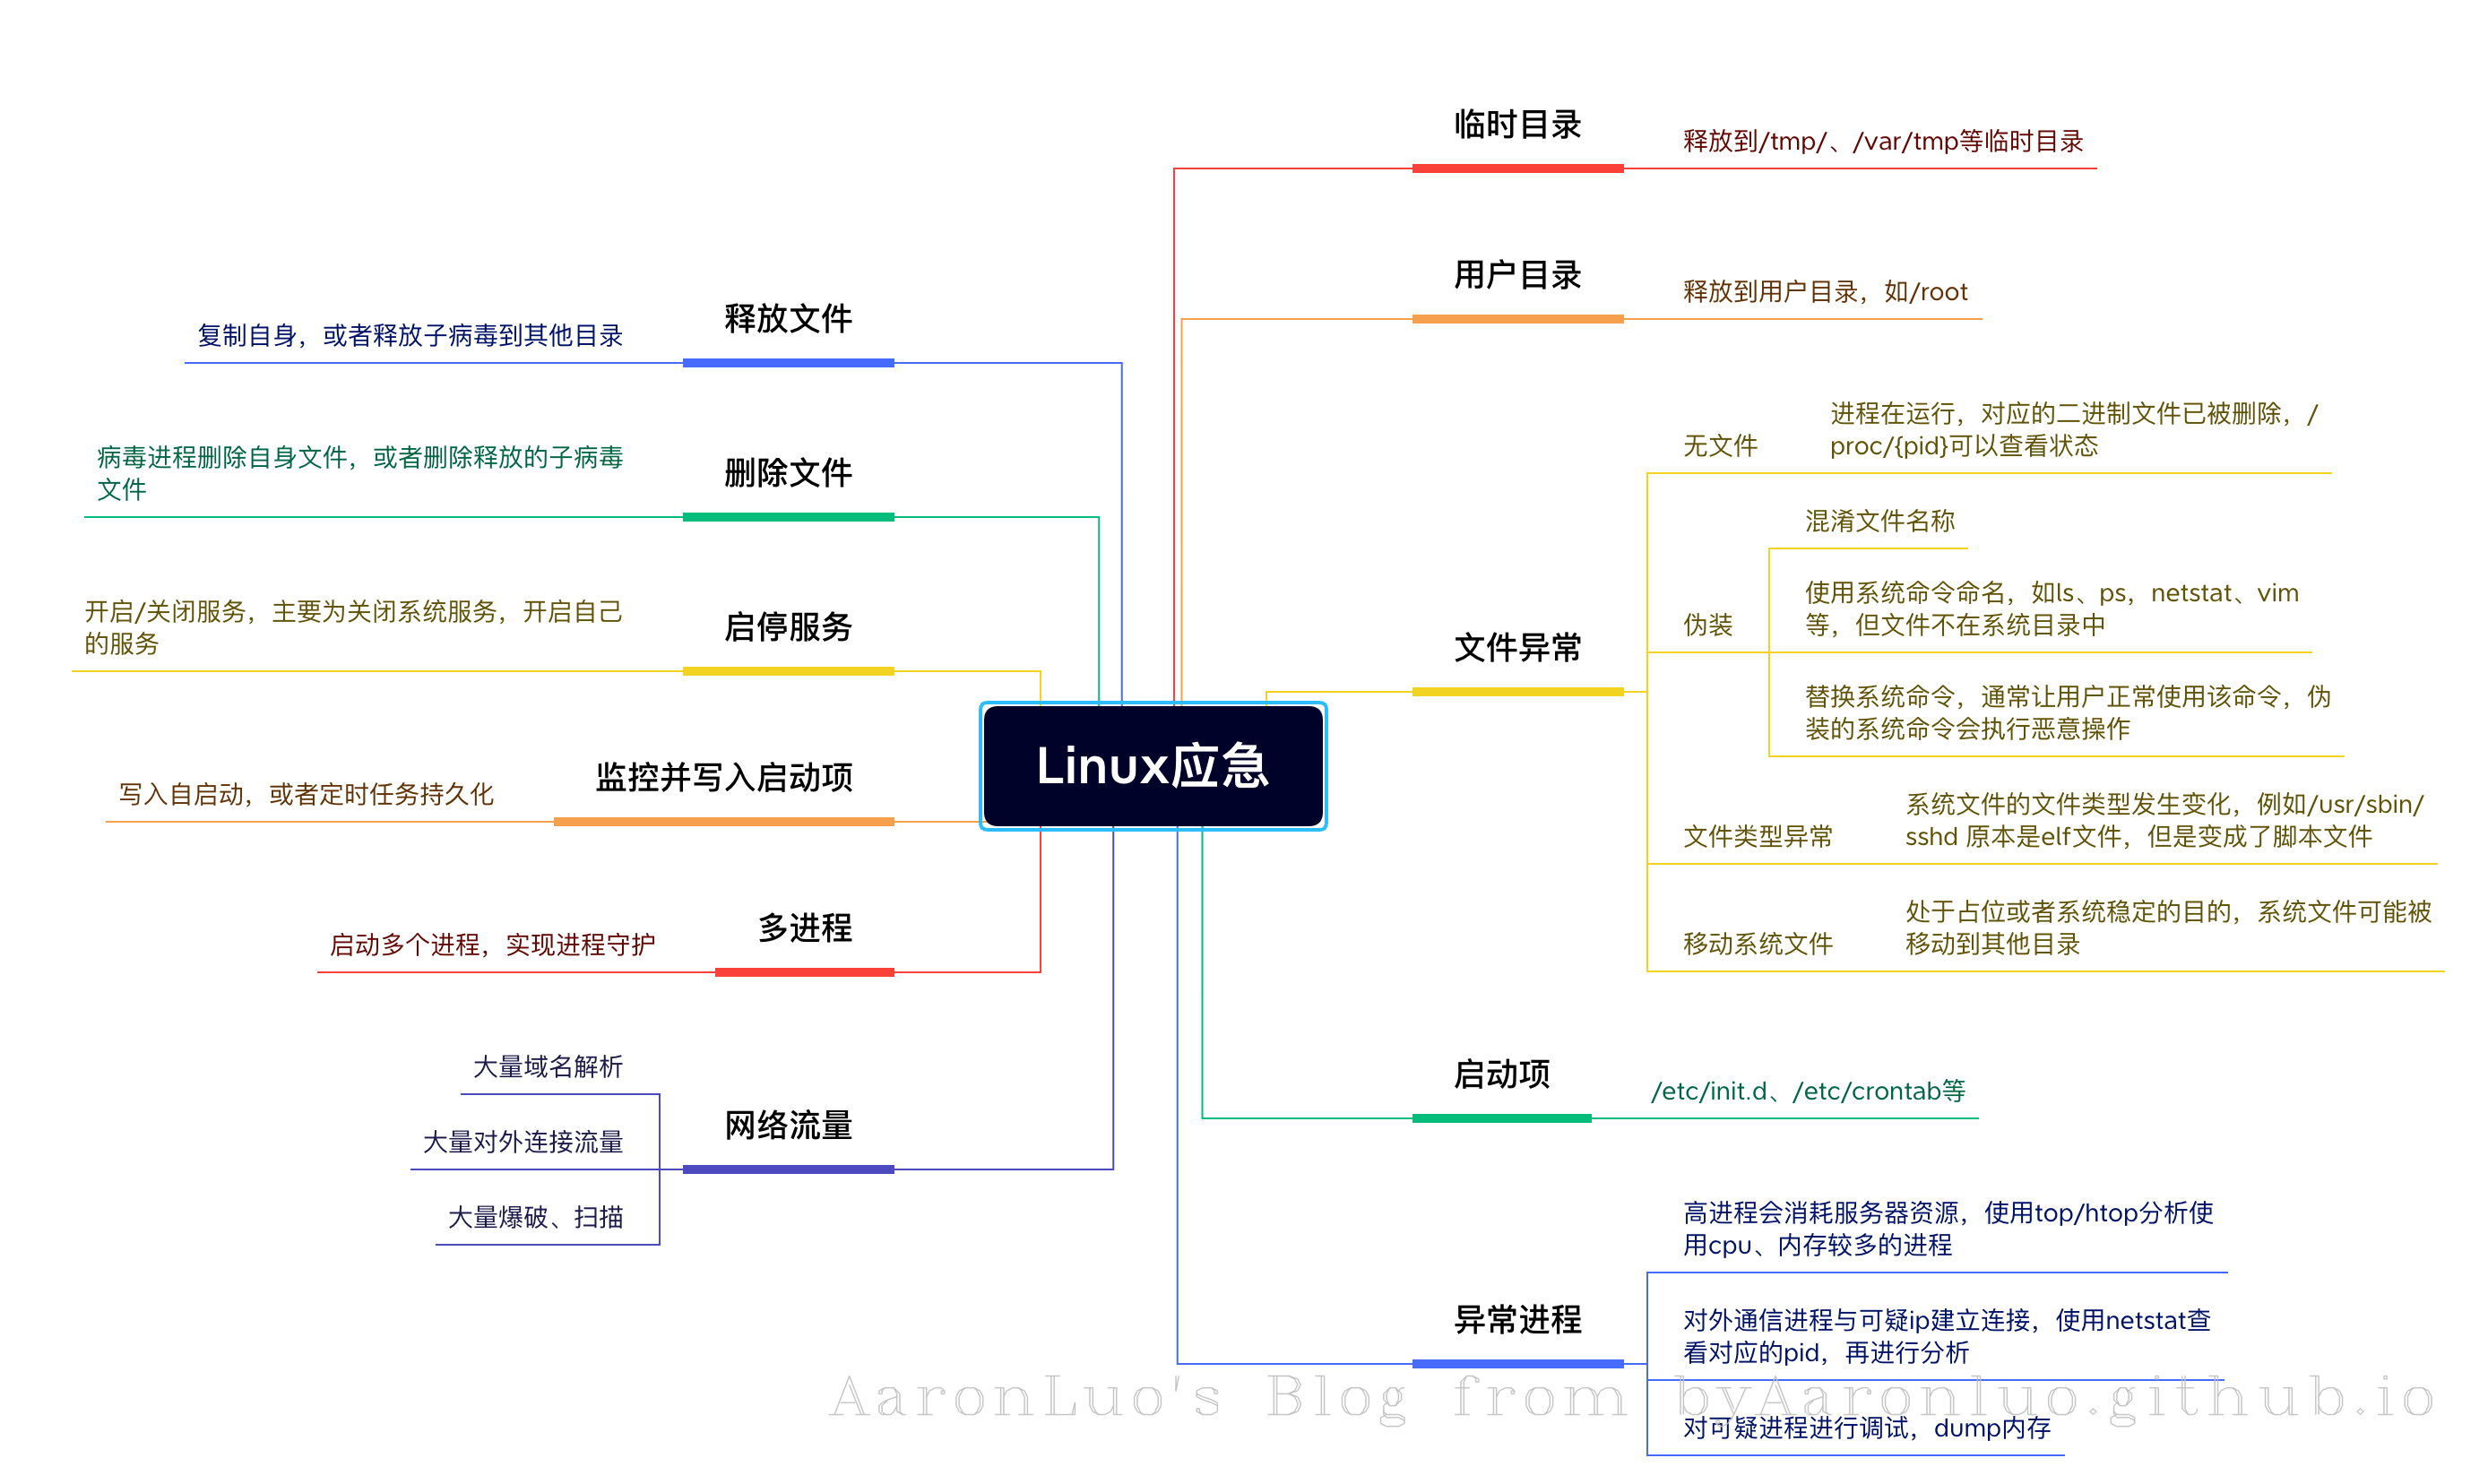 Linux应急
临时目录
释放到/tmp/、/var/tmp等临时目录
用户目录
释放到用户目录，如/root
文件异常
无文件
进程在运行，对应的二进制文件已被删除，/
proc/{pid}可以查看状态
伪装
混淆文件名称
使用系统命令命名，如ls、ps，netstat、vim
等，但文件不在系统目录中
替换系统命令，通常让用户正常使用该命令，伪
装的系统命令会执行恶意操作
文件类型异常
系统文件的文件类型发生变化，例如/usr/sbin/
sshd 原本是elf文件，但是变成了脚本文件
移动系统文件
处于占位或者系统稳定的目的，系统文件可能被
移动到其他目录
启动项
/etc/init.d、/etc/crontab等
异常进程
高进程会消耗服务器资源，使用top/htop分析使
用cpu、内存较多的进程
对外通信进程与可疑ip建立连接，使用netstat查
看对应的pid，再进行分析
对可疑进程进行调试，dump内存
释放文件
复制自身，或者释放子病毒到其他目录
删除文件
病毒进程删除自身文件，或者删除释放的子病毒
文件
启停服务
开启/关闭服务，主要为关闭系统服务，开启自己
的服务
监控并写入启动项
写入自启动，或者定时任务持久化
多进程
启动多个进程，实现进程守护
网络流量
大量域名解析
大量对外连接流量
大量爆破、扫描
AaronLuo's Blog from byAaronluo.github.io